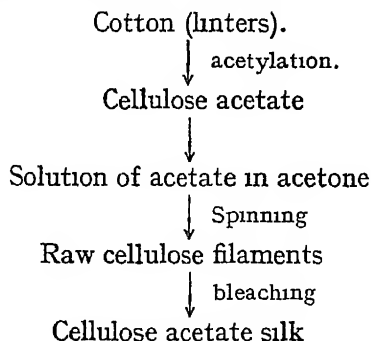 Cotton (linters).
acetylation.
Cellulose acetate
Solution of acetate in acetone
Spinning
Raw cellulose filaments
bleaching
Cellulose acetate silk